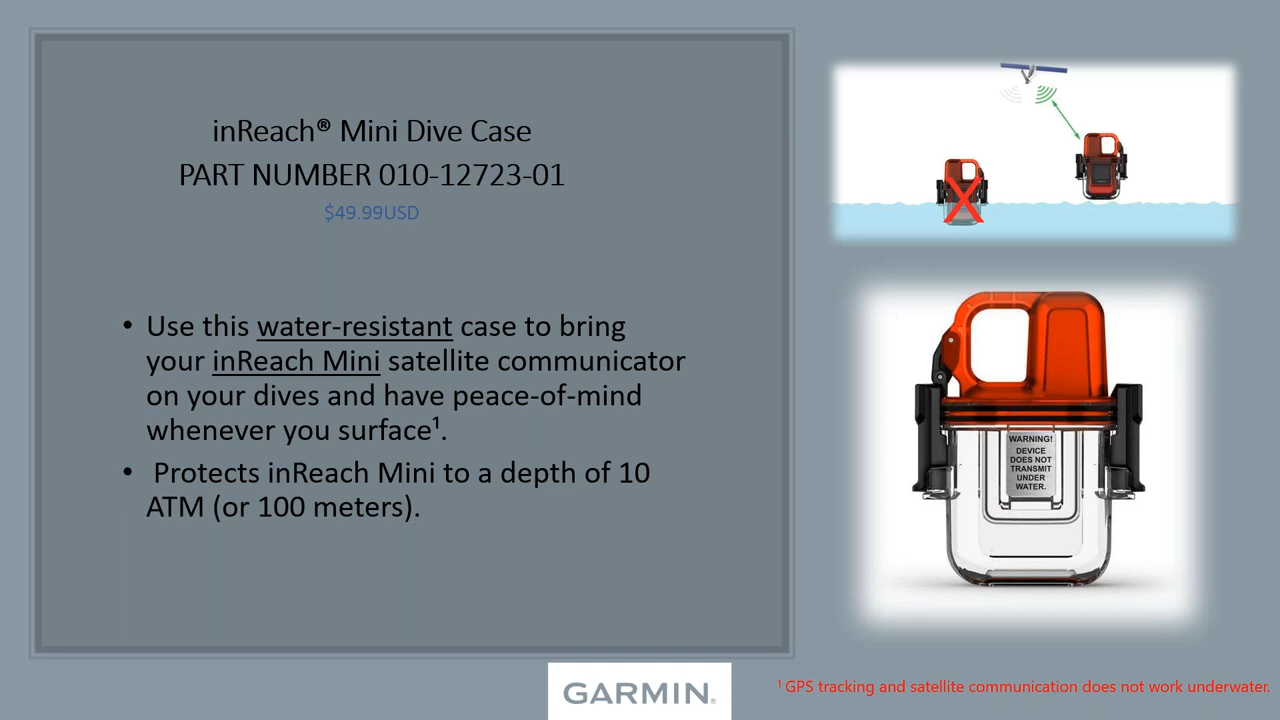 inReach® Mini Dive Case
PART NUMBER 010-12723-01
$49.99USD
• Use this water-resistant case to bring
your inReach Mini satellite communicator
on your dives and have peace-of-mind
whenever you surface¹.
• Protects inReach Mini to a depth of 10
ATM (or 100 meters).
WARNING!
DEVICE
DOES NOT
TRANSMIT
UNDER
WATER.
GARMIN®
¹ GPS tracking and satellite communication does not work underwater.